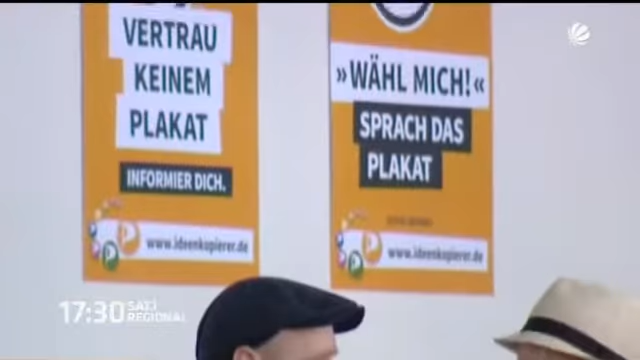 VERTRAU
KEINEM
PLAKAT
INFORMIER DICH.
www.ideenkopierer.de
»WÄHL MICH!«
SPRACH DAS
PLAKAT
www.ideenkopierer.de
17:30 SAT.1
REGIONAL